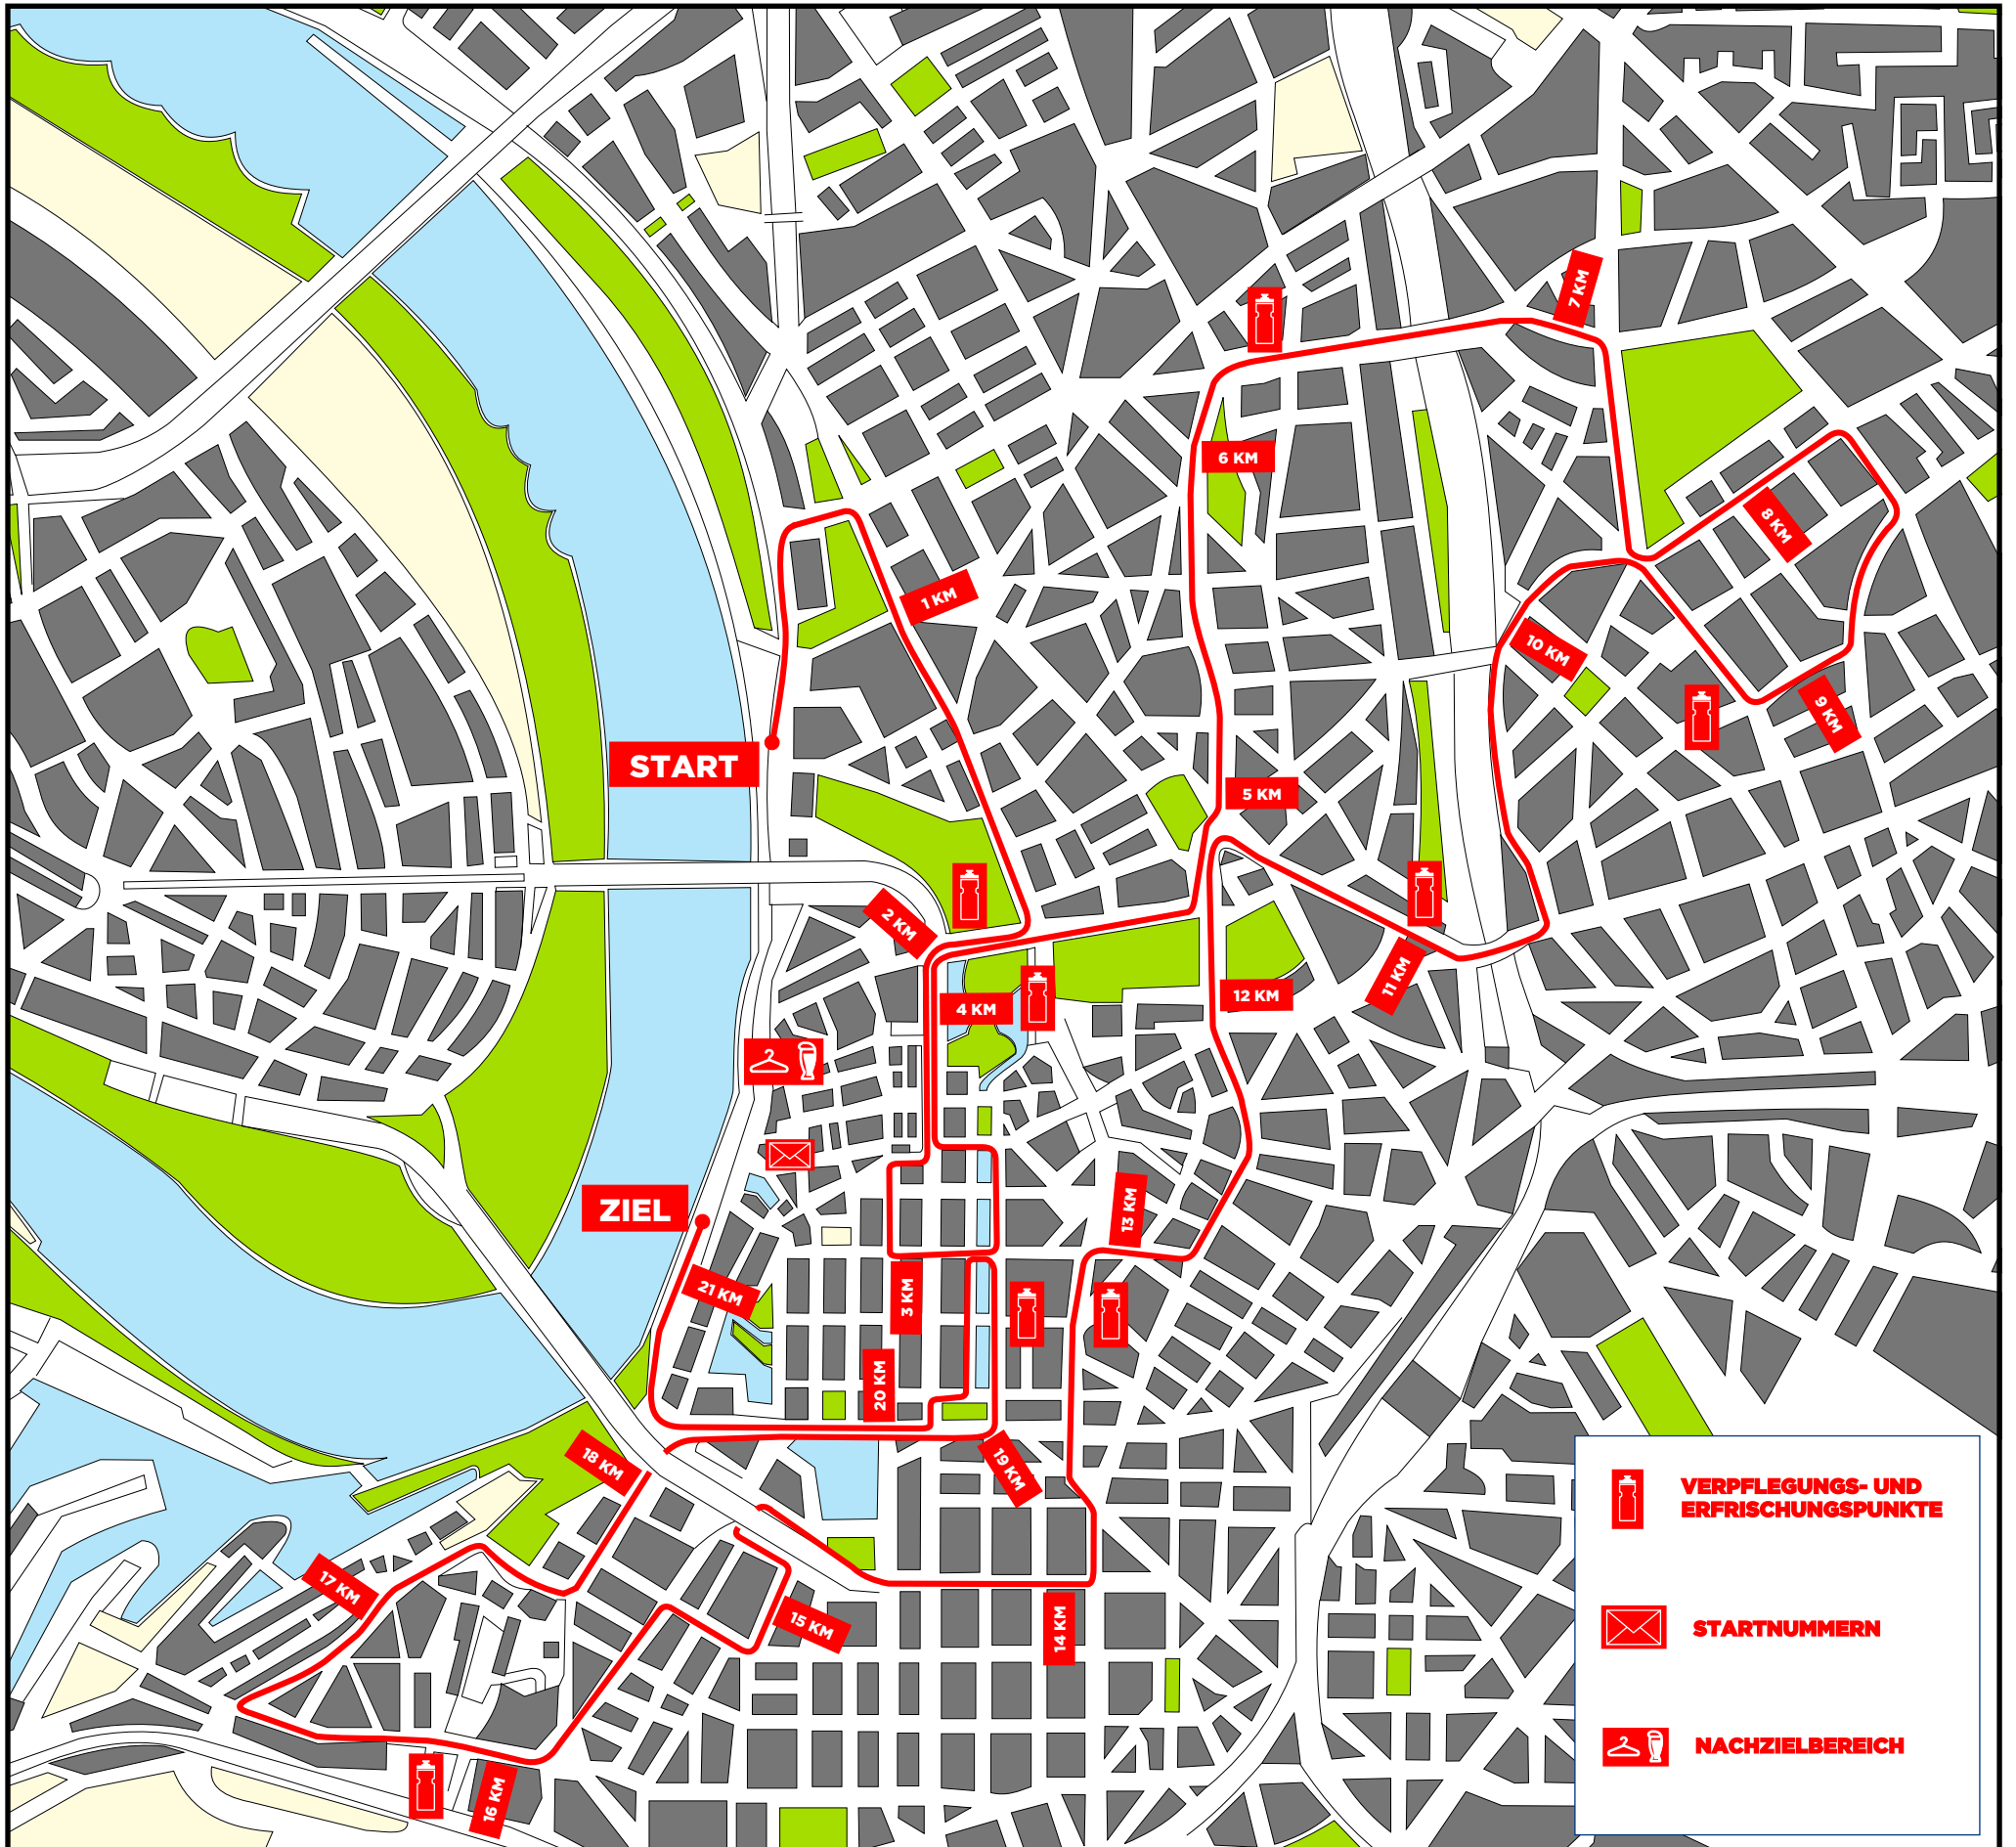 7 KM
6 KM
8 KM
1 KM
10 KM
9 KM
START
5 KM
2 KM
11 KM
12 KM
4 KM
13 KM
ZIEL
21 KM
3 KM
20 KM
18 KM
19 KM
17 KM
15 KM
14 KM
16 KM
VERPFLEGUNGS- UND
ERFRISCHUNGSPUNKTE
STARTNUMMERN
NACHZIELBEREICH